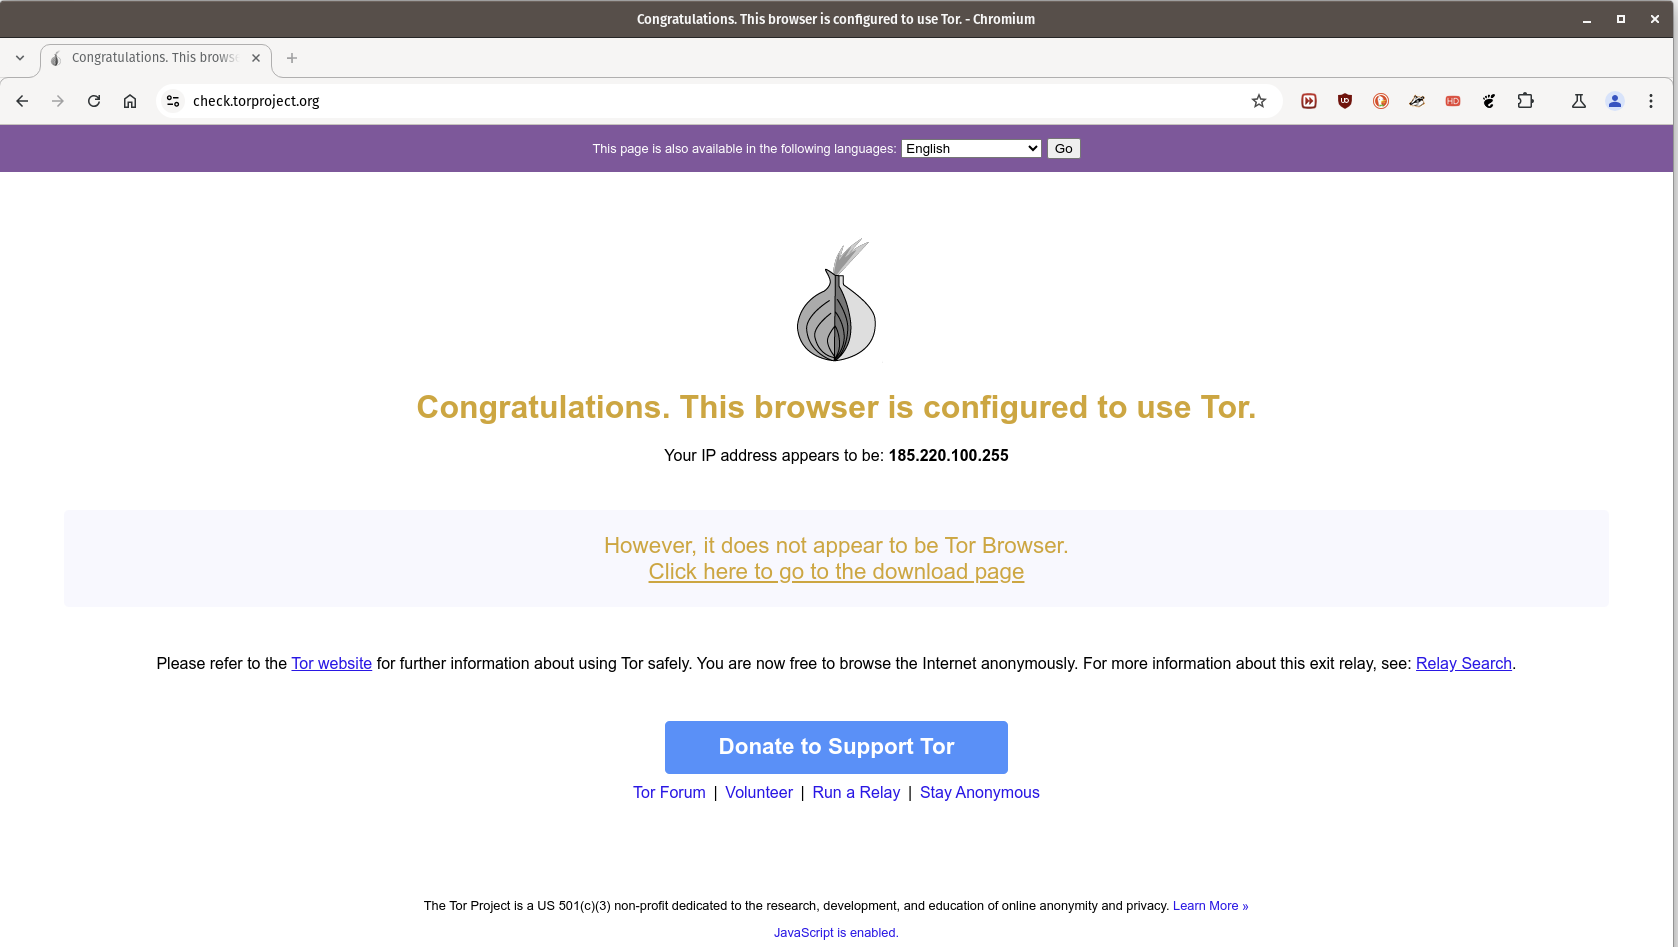 Congratulations. This browser is configured to use Tor. - Chromium
Congratulations. This brows
check.torproject.org
UD
HD
This page is also available in the following languages: English Go
Congratulations. This browser is configured to use Tor.
Your IP address appears to be: 185.220.100.255
However, it does not appear to be Tor Browser.
Click here to go to the download page
Please refer to the Tor website for further information about using Tor safely. You are now free to browse the Internet anonymously. For more information about this exit relay, see: Relay Search.
Donate to Support Tor
Tor Forum | Volunteer | Run a Relay | Stay Anonymous
The Tor Project is a US 501(c)(3) non-profit dedicated to the research, development, and education of online anonymity and privacy. Learn More »
JavaScript is enabled.